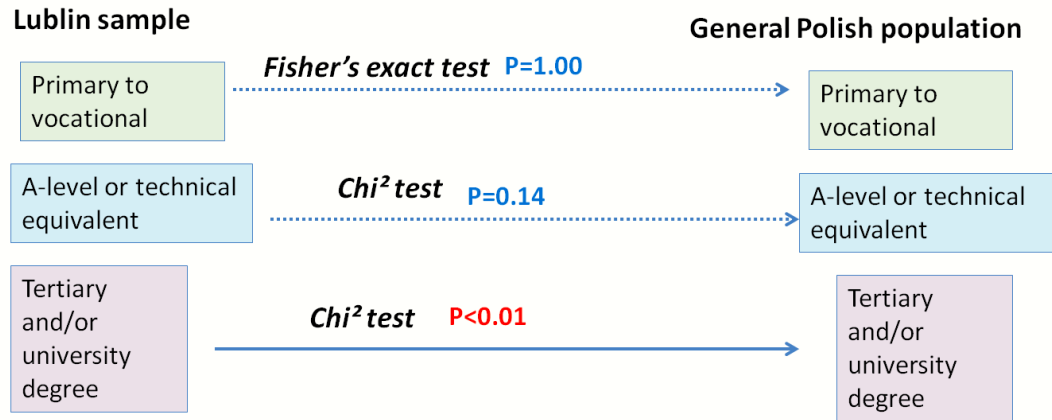 Lublin sample
General Polish population
Fisher's exact test P=1.00
Primary to
vocational
Primary to
vocational
Chi² test P=0.14
A-level or technical
equivalent
A-level or technical
equivalent
Chi² test P<0.01
Tertiary
and/or
university
degree
Tertiary
and/or
university
degree